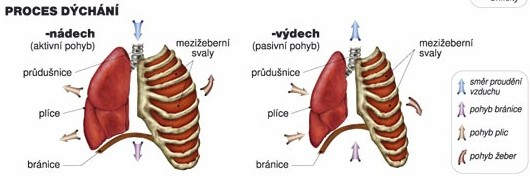 PROCES DÝCHÁNÍ
-nádech
(aktivní pohyb)
mezižeberní
svaly
průdušnice
plíce
bránice
-výdech
(pasivní pohyb)
mezižeberní
svaly
průdušnice
plíce
bránice
směr proudění
vzduchu
pohyb bránice
pohyb plic
pohyb žeber